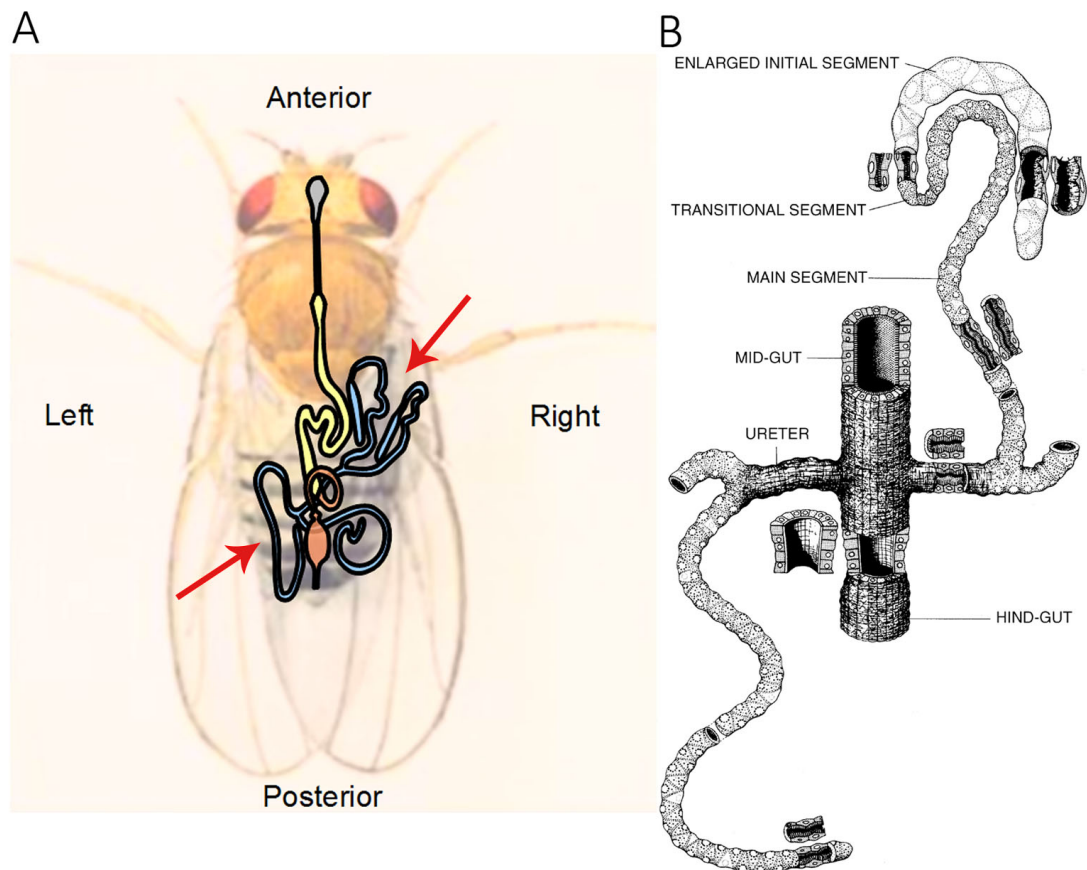 A
Anterior
Left
Right
Posterior
B
ENLARGED INITIAL SEGMENT
TRANSITIONAL SEGMENT
MAIN SEGMENT
MID-GUT
URETER
HIND-GUT